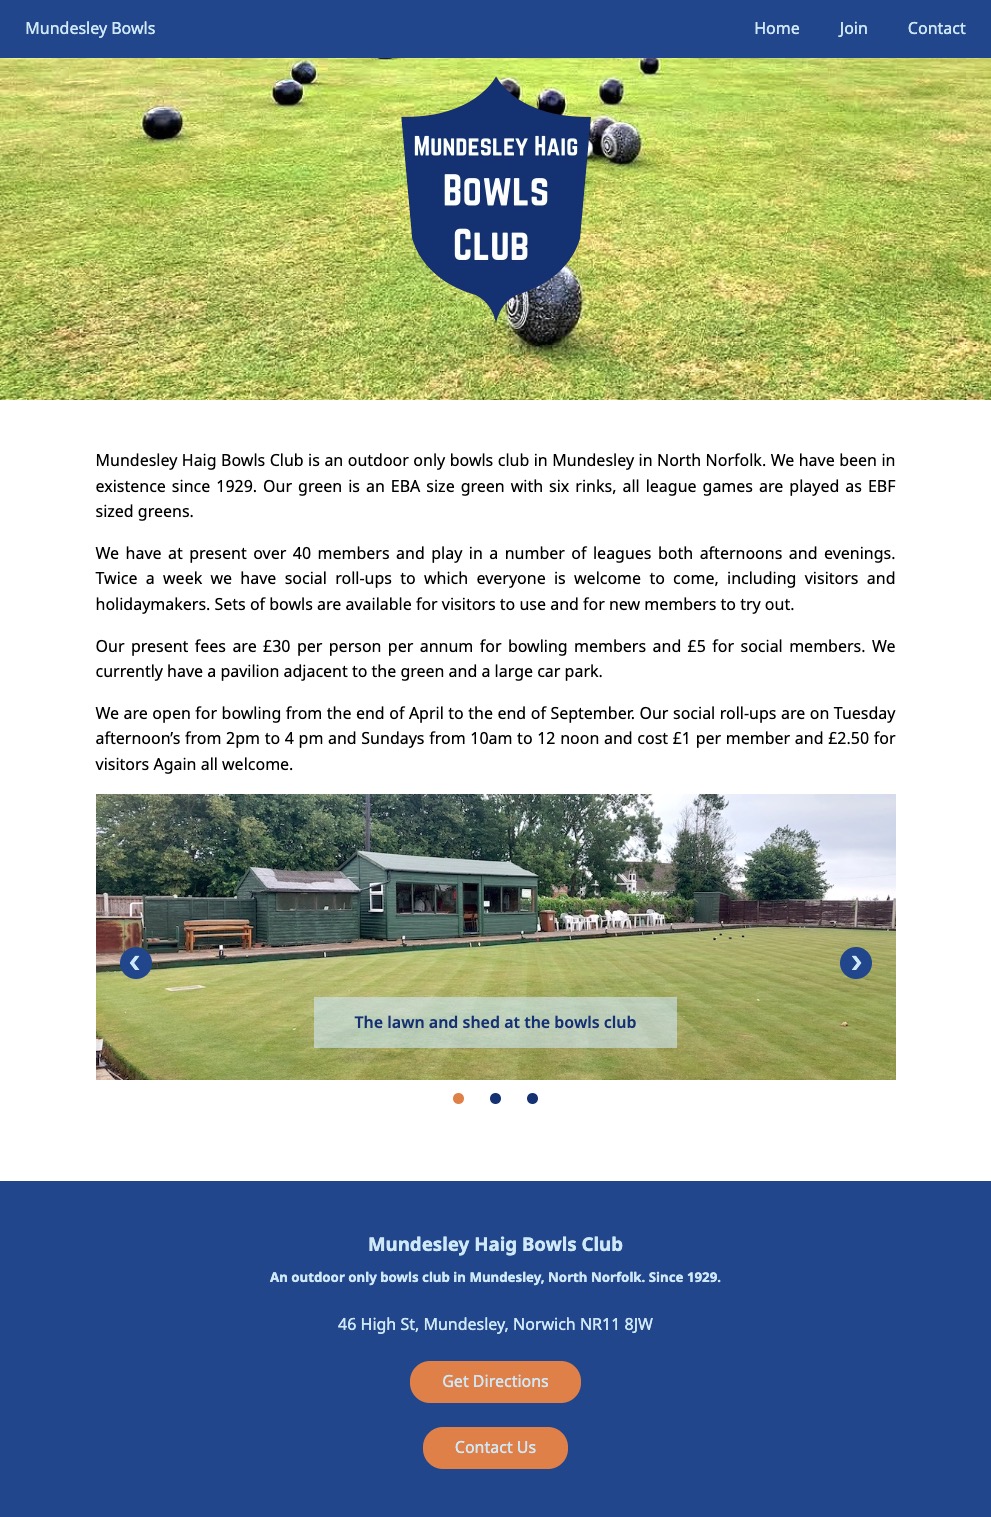 Mundesley Bowls
Home Join Contact
Mundesley Haig
Bowls
Club
Mundesley Haig Bowls Club is an outdoor only bowls club in Mundesley in North Norfolk. We have been in
existence since 1929. Our green is an EBA size green with six rinks, all league games are played as EBF
sized greens.
We have at present over 40 members and play in a number of leagues both afternoons and evenings.
Twice a week we have social roll-ups to which everyone is welcome to come, including visitors and
holidaymakers. Sets of bowls are available for visitors to use and for new members to try out.
Our present fees are £30 per person per annum for bowling members and £5 for social members. We
currently have a pavilion adjacent to the green and a large car park.
We are open for bowling from the end of April to the end of September. Our social roll-ups are on Tuesday
afternoon’s from 2pm to 4 pm and Sundays from 10am to 12 noon and cost £1 per member and £2.50 for
visitors Again all welcome.
The lawn and shed at the bowls club
Mundesley Haig Bowls Club
An outdoor only bowls club in Mundesley, North Norfolk. Since 1929.
46 High St, Mundesley, Norwich NR11 8JW
Get Directions
Contact Us